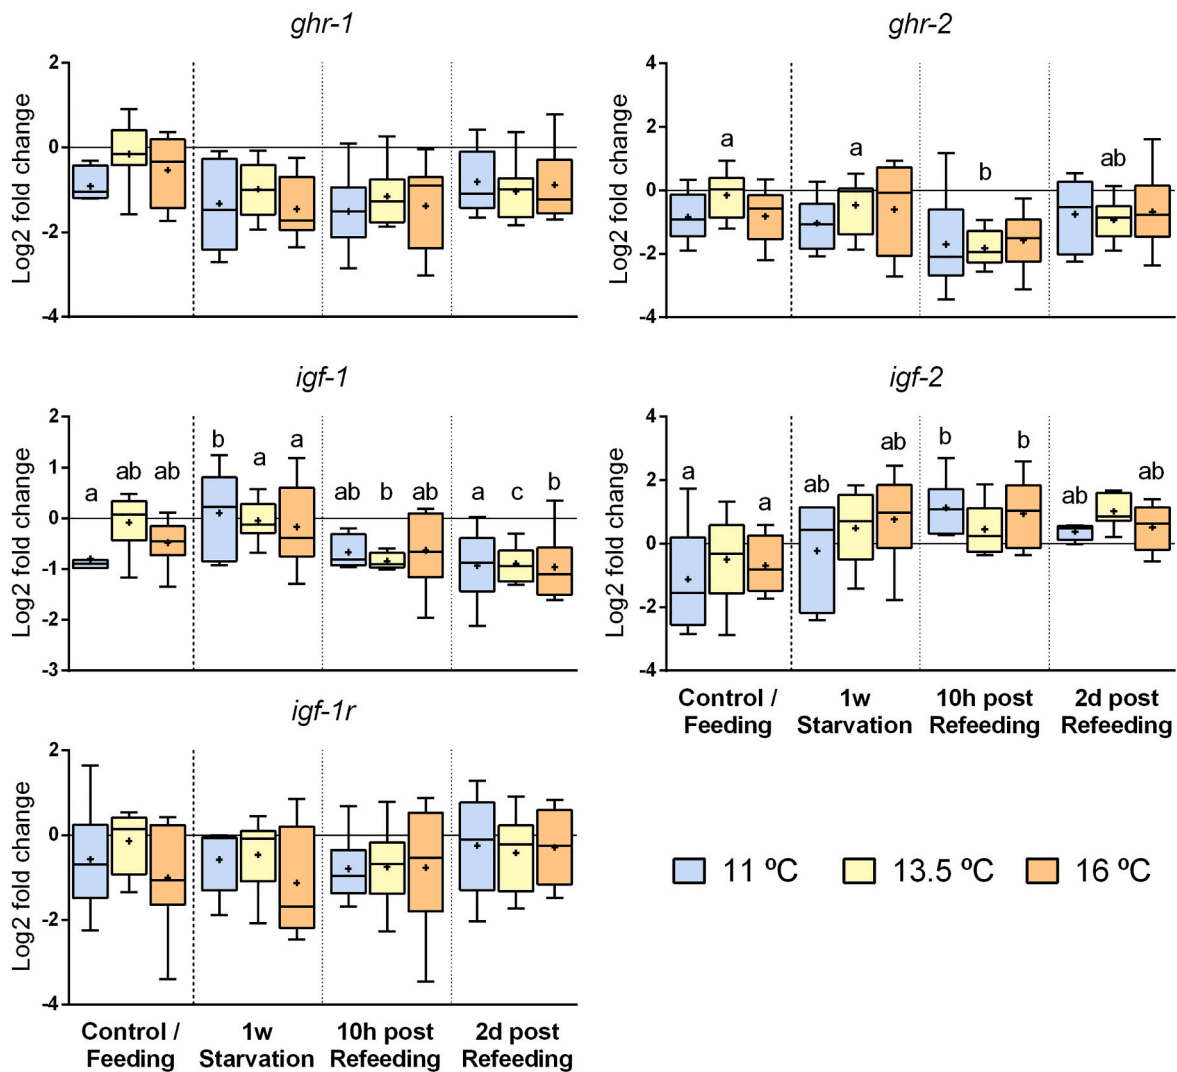 ghr-1
Log2 fold change
2
0
-2
-4
ghr-2
Log2 fold change
4
2
0
-2
-4
a
a
b
ab
igf-1
Log2 fold change
2
1
0
-1
-2
-3
a
ab
ab
b
a
a
ab
b
ab
a
c
b
igf-2
Log2 fold change
4
2
0
-2
-4
a
a
ab
ab
b
b
ab
ab
Control /
Feeding
1w
Starvation
10h post
Refeeding
2d post
Refeeding
igf-1r
Log2 fold change
2
0
-2
-4
Control /
Feeding
1w
Starvation
10h post
Refeeding
2d post
Refeeding
11 ºC
13.5 ºC
16 ºC